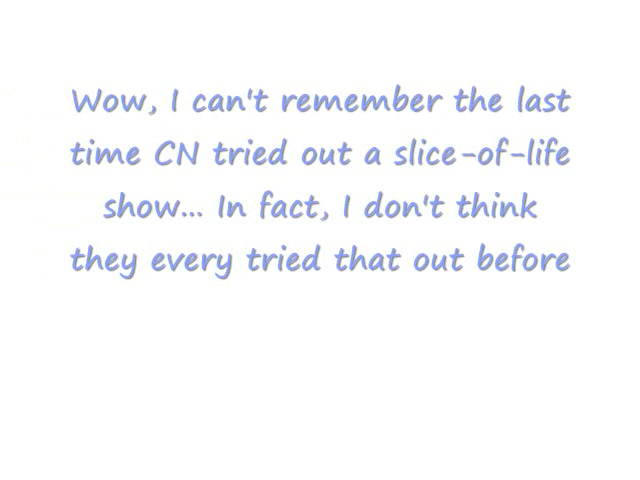 Wow, I can't remember the last
time CN tried out a slice-of-life
show... In fact, I don't think
they every tried that out before